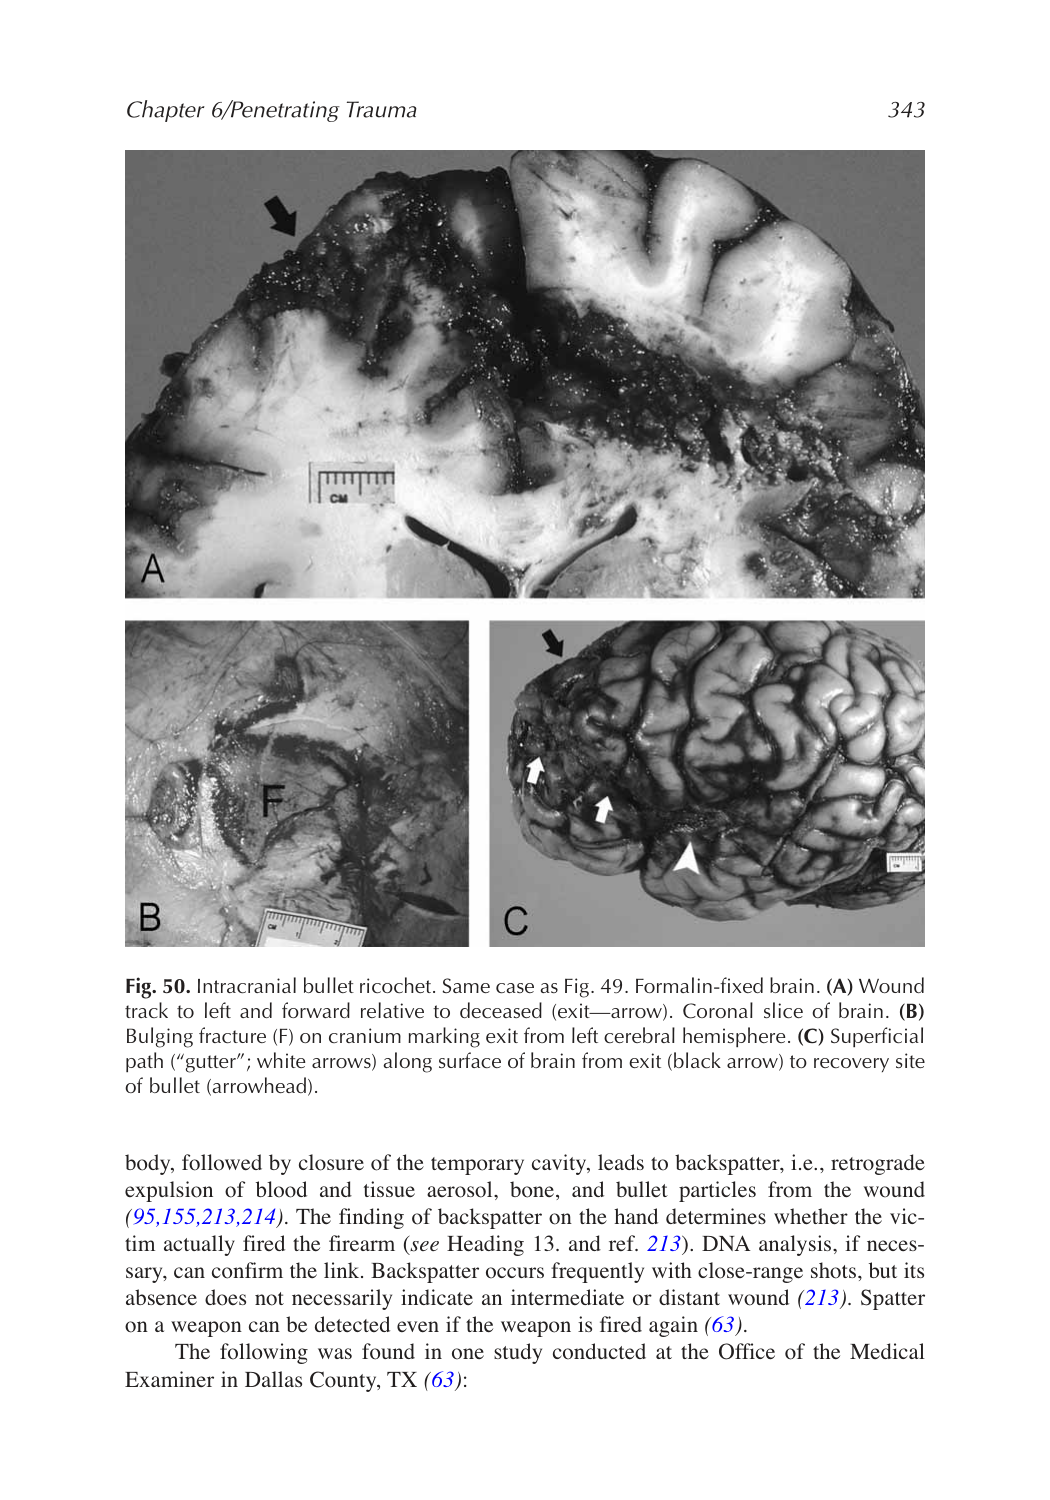 Chapter 6/Penetrating Trauma 343
CM
A
F
B
CM
C
CM
Fig. 50. Intracranial bullet ricochet. Same case as Fig. 49. Formalin-fixed brain. (A) Wound
track to left and forward relative to deceased (exit—arrow). Coronal slice of brain. (B)
Bulging fracture (F) on cranium marking exit from left cerebral hemisphere. (C) Superficial
path (“gutter”; white arrows) along surface of brain from exit (black arrow) to recovery site
of bullet (arrowhead).
body, followed by closure of the temporary cavity, leads to backspatter, i.e., retrograde
expulsion of blood and tissue aerosol, bone, and bullet particles from the wound
(95,155,213,214). The finding of backspatter on the hand determines whether the vic-
tim actually fired the firearm (see Heading 13. and ref. 213). DNA analysis, if neces-
sary, can confirm the link. Backspatter occurs frequently with close-range shots, but its
absence does not necessarily indicate an intermediate or distant wound (213). Spatter
on a weapon can be detected even if the weapon is fired again (63).
The following was found in one study conducted at the Office of the Medical
Examiner in Dallas County, TX (63):